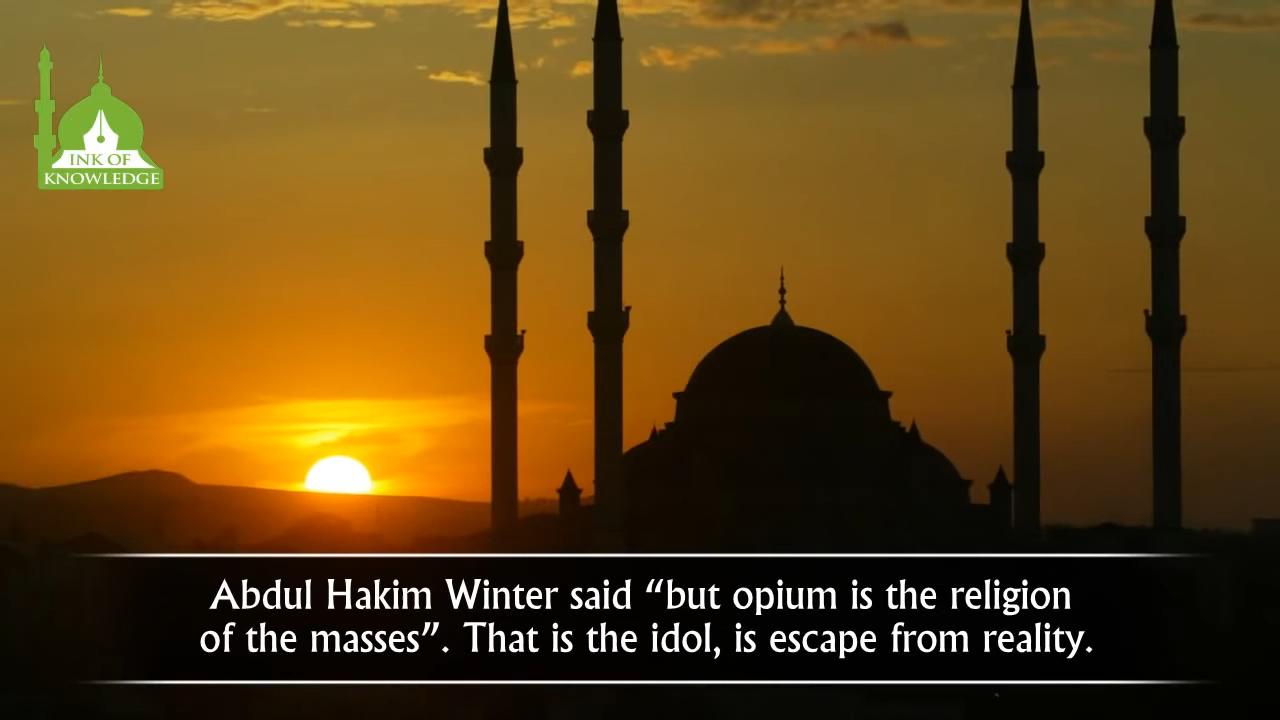 INK OF
KNOWLEDGE
Abdul Hakim Winter said “but opium is the religion
of the masses”. That is the idol, is escape from reality.